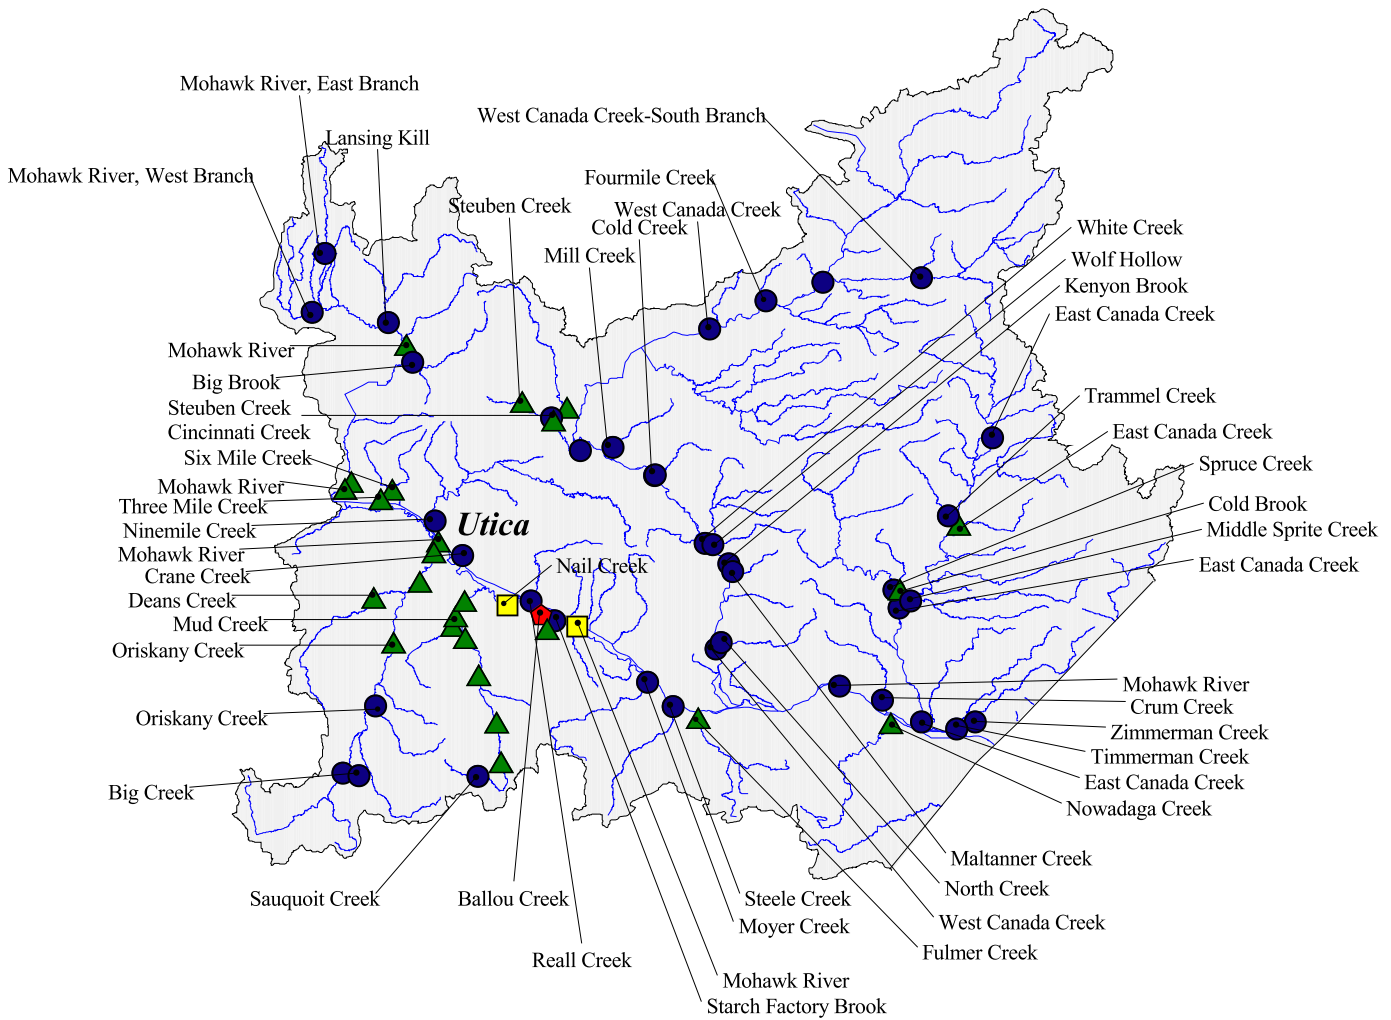 Mohawk River, East Branch
West Canada Creek-South Branch
Lansing Kill
Mohawk River, West Branch
Fourmile Creek
Steuben Creek
West Canada Creek
Cold Creek
White Creek
Mill Creek
Wolf Hollow
Kenyon Brook
East Canada Creek
Mohawk River
Big Brook
Trammel Creek
Steuben Creek
Cincinnati Creek
East Canada Creek
Six Mile Creek
Spruce Creek
Mohawk River
Three Mile Creek
Cold Brook
Ninemile Creek
Utica
Middle Sprite Creek
Mohawk River
Nail Creek
East Canada Creek
Crane Creek
Deans Creek
Mud Creek
Oriskany Creek
Mohawk River
Crum Creek
Oriskany Creek
Zimmerman Creek
Timmerman Creek
East Canada Creek
Big Creek
Nowadaga Creek
Maltanner Creek
North Creek
Sauquoit Creek
Ballou Creek
Steele Creek
West Canada Creek
Moyer Creek
Fulmer Creek
Reall Creek
Mohawk River
Starch Factory Brook